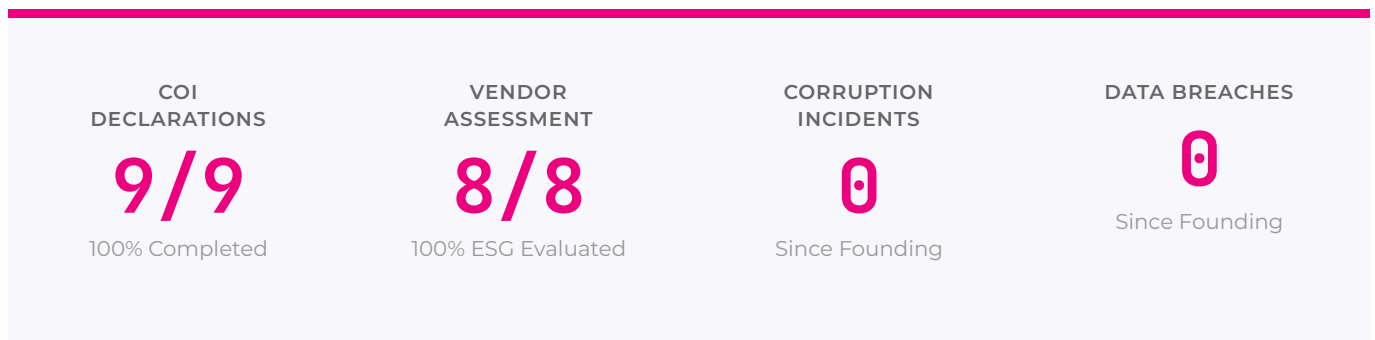 COI
DECLARATIONS
9/9
100% Completed
VENDOR
ASSESSMENT
8/8
100% ESG Evaluated
CORRUPTION
INCIDENTS
0
Since Founding
DATA BREACHES
0
Since Founding